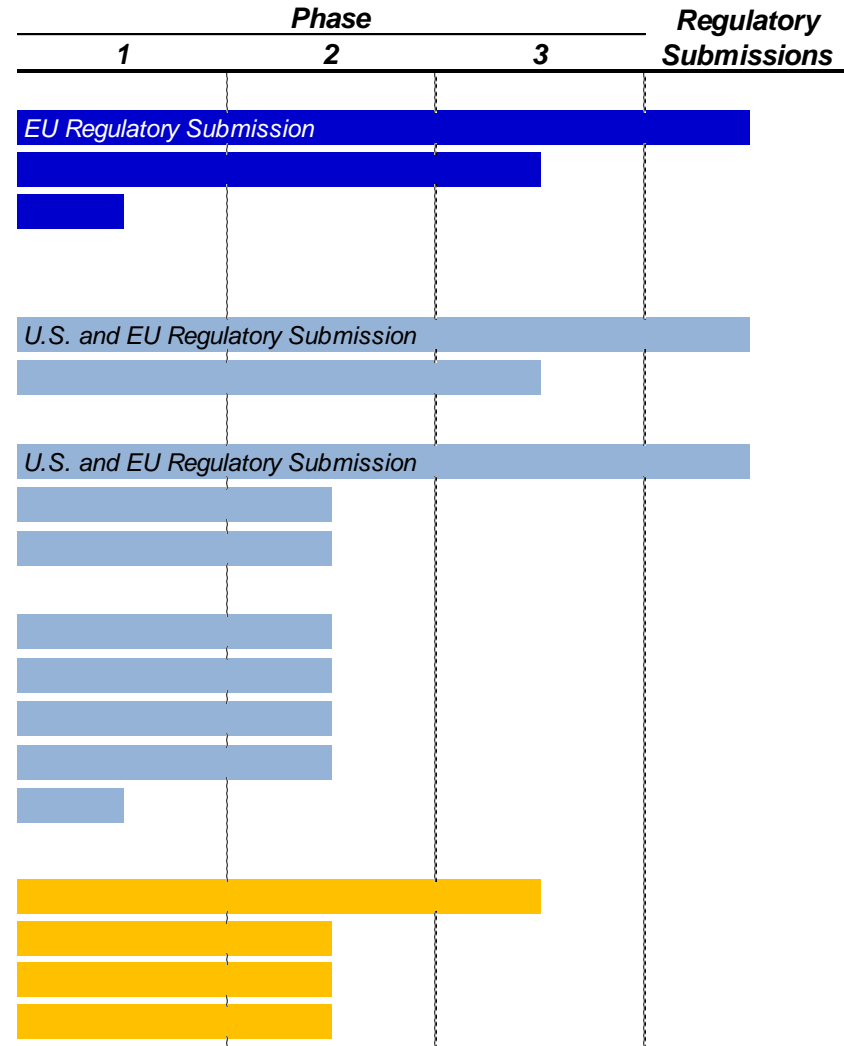 Phase
Regulatory
Submissions
1 2 3
EU Regulatory Submission
U.S. and EU Regulatory Submission
U.S. and EU Regulatory Submission